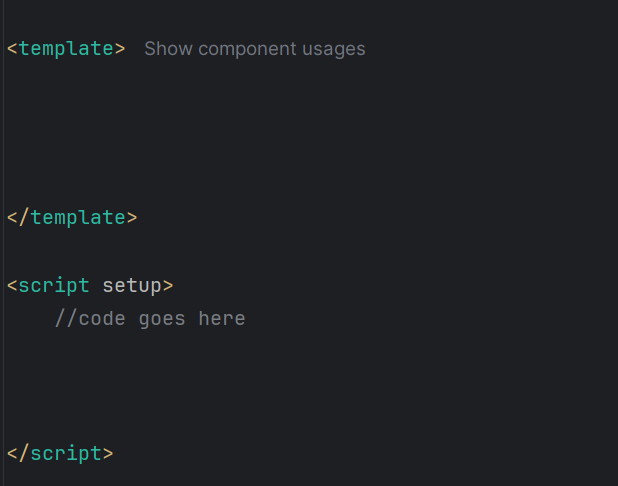 <template> Show component usages
</template>
<script setup>
//code goes here
</script>